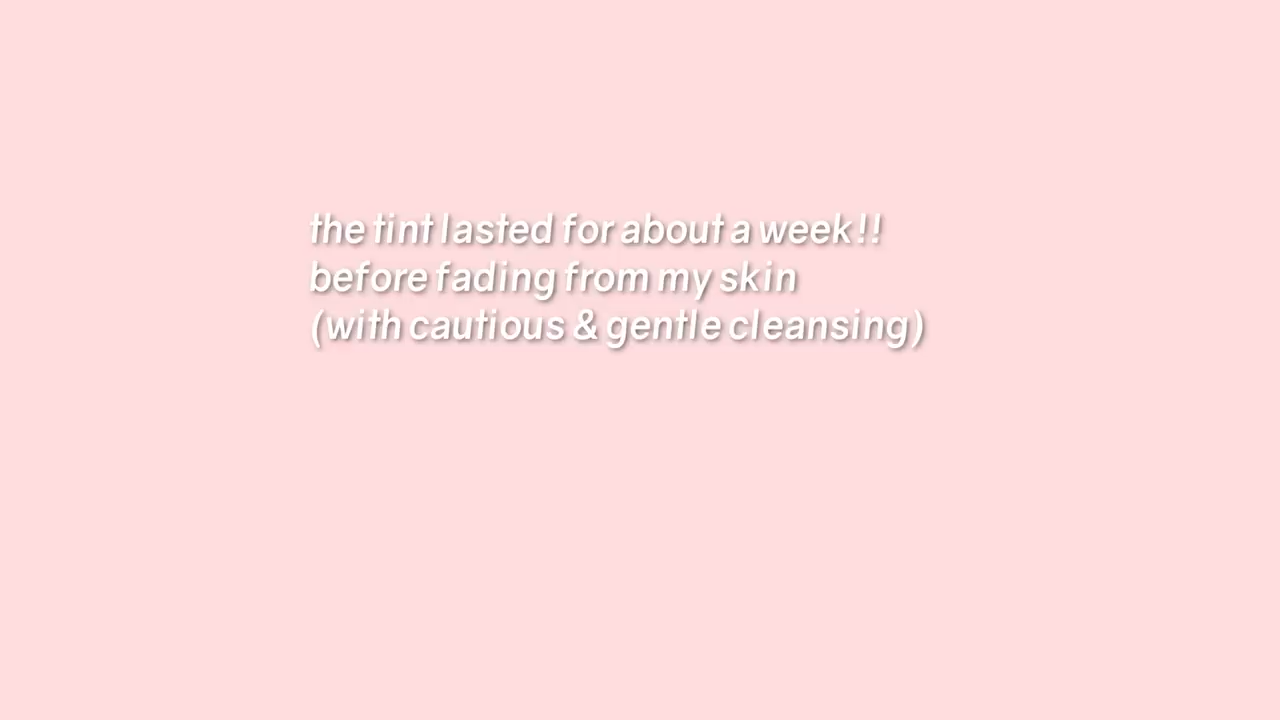 the tint lasted for about a week!!
before fading from my skin
(with cautious & gentle cleansing)